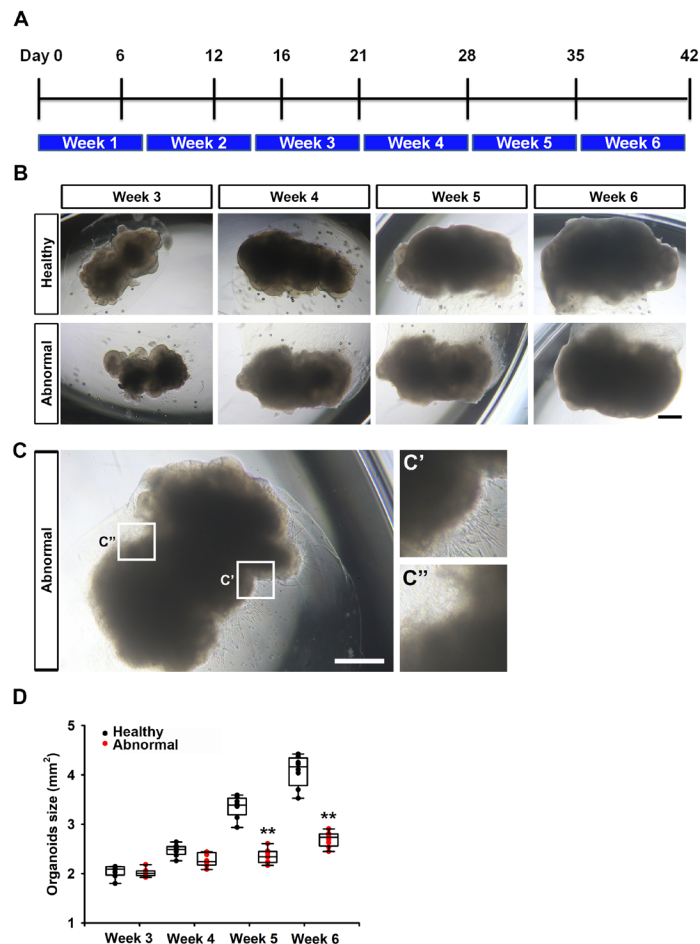 A
Day 0 6 12 16 21 28 35 42
Week 1 Week 2 Week 3 Week 4 Week 5 Week 6
B
Week 3 Week 4 Week 5 Week 6
Healthy
Abnormal
C
Abnormal
C''
C'
C'
C''
D
Healthy
Abnormal
Organoids size (mm²)
5
4
3
2
1
**
**
Week 3 Week 4 Week 5 Week 6